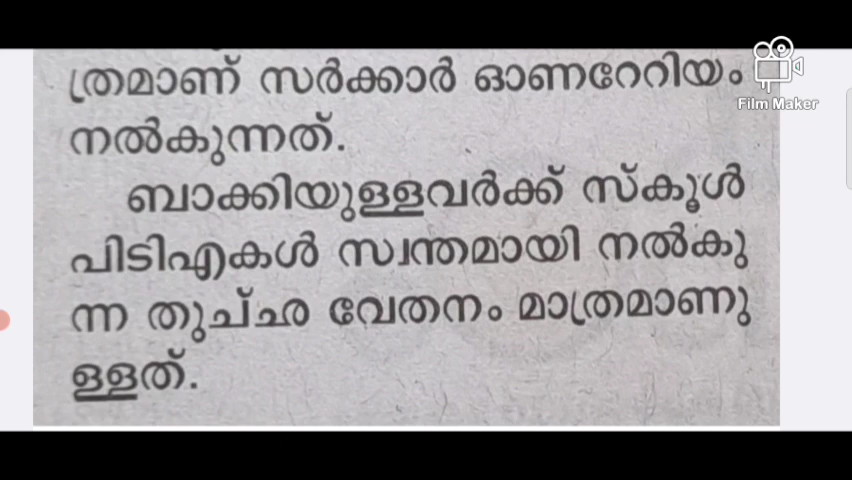 ത്രമാണ് സർക്കാർ ഓണറേറിയം
നൽകുന്നത്.
ബാക്കിയുള്ളവർക്ക് സ്കൂൾ
പിടിഎകൾ സ്വന്തമായി നൽകു
ന്ന തുച്ഛ വേതനം മാത്രമാണു
ള്ളത്.
Film Maker